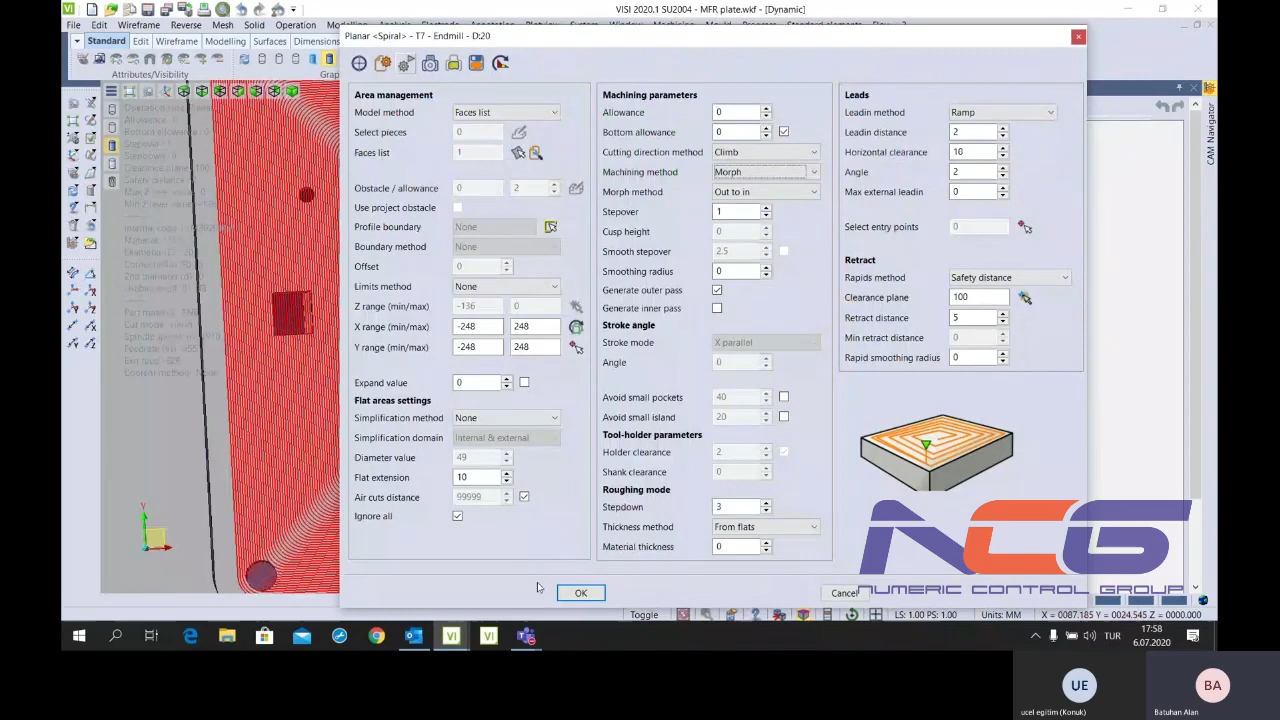 VISI 2020.1 SU2004 - MFR plate.wkf - [Dynamic]
File Edit Wireframe Reverse Mesh Solid Operation
Standard Edit Wireframe Modelling Surfaces Dimensions
Attributes/Visibility
Planar <Spiral> - T7 - Endmill - D:20
Area management
Model method Faces list
Select pieces 0
Faces list 1
Obstacle / allowance 0 2
Use project obstacle
Profile boundary None
Boundary method None
Offset 0
Limits method None
Z range (min/max) -136 0
X range (min/max) -248 248
Y range (min/max) -248 248
Expand value 0
Flat areas settings
Simplification method None
Simplification domain Internal & external
Diameter value 49
Flat extension 10
Air cuts distance 99999
Ignore all
Machining parameters
Allowance 0
Bottom allowance 0
Cutting direction method Climb
Machining method Morph
Morph method Out to in
Stepover 1
Cusp height 0
Smooth stepover 2.5
Smoothing radius 0
Generate outer pass
Generate inner pass
Stroke angle
Stroke mode X parallel
Angle 0
Avoid small pockets 40
Avoid small island 20
Tool-holder parameters
Holder clearance 2
Shank clearance 0
Roughing mode
Stepdown 3
Thickness method From flats
Material thickness 0
Leads
Leadin method Ramp
Leadin distance 2
Horizontal clearance 10
Angle 2
Max external leadin 0
Select entry points 0
Retract
Rapids method Safety distance
Clearance plane 100
Retract distance 5
Min retract distance 0
Rapid smoothing radius 0
OK
Cancel
CAM Navigator
NCG
NUMERIC CONTROL GROUP
Toggle
LS: 1.00 PS: 1.00 Units: MM X = 0087.185 Y = 0024.545 Z = 0000.000
TUR
17:58
6.07.2020
UE
ucel egitim (Konuk)
BA
Batuhan Alan